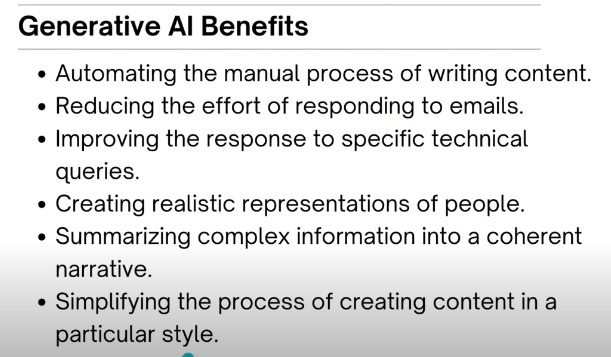 Generative AI Benefits
• Automating the manual process of writing content.
• Reducing the effort of responding to emails.
• Improving the response to specific technical
queries.
• Creating realistic representations of people.
• Summarizing complex information into a coherent
narrative.
• Simplifying the process of creating content in a
particular style.